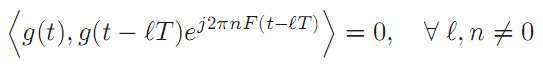 ⟨g(t), g(t − ℓT)e^{j2πnF(t−ℓT)}⟩ = 0,  ∀ ℓ, n ≠ 0